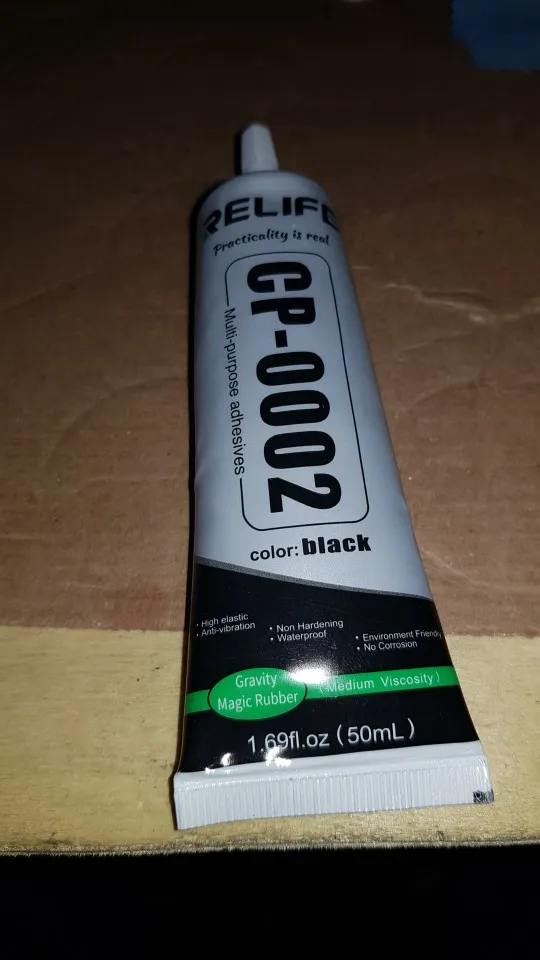 RELIFE
Practicality is real
CP-0002
Multi-purpose adhesives
color: black
• High elastic
• Anti-vibration
• Non Hardening
• Waterproof
• Environment Friendly
• No Corrosion
Gravity
Magic Rubber
(Medium Viscosity)
1.69fl.oz (50mL)